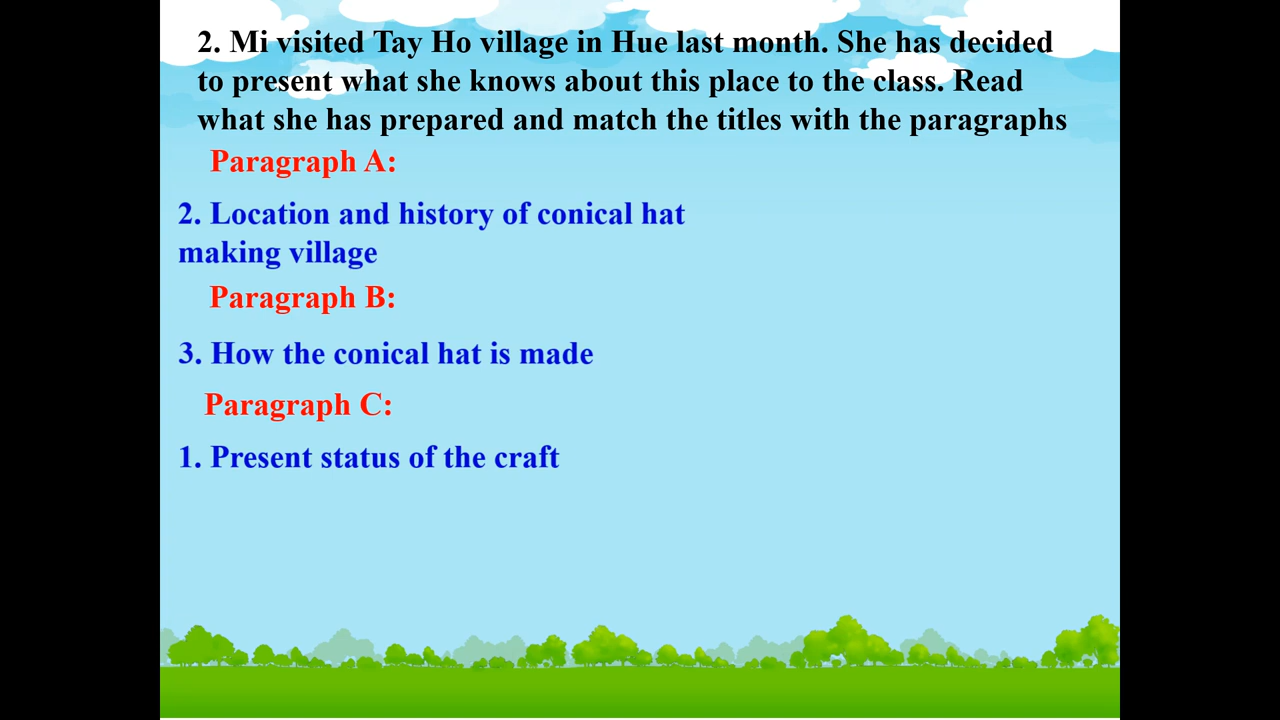 2. Mi visited Tay Ho village in Hue last month. She has decided
to present what she knows about this place to the class. Read
what she has prepared and match the titles with the paragraphs
Paragraph A:
2. Location and history of conical hat
making village
Paragraph B:
3. How the conical hat is made
Paragraph C:
1. Present status of the craft